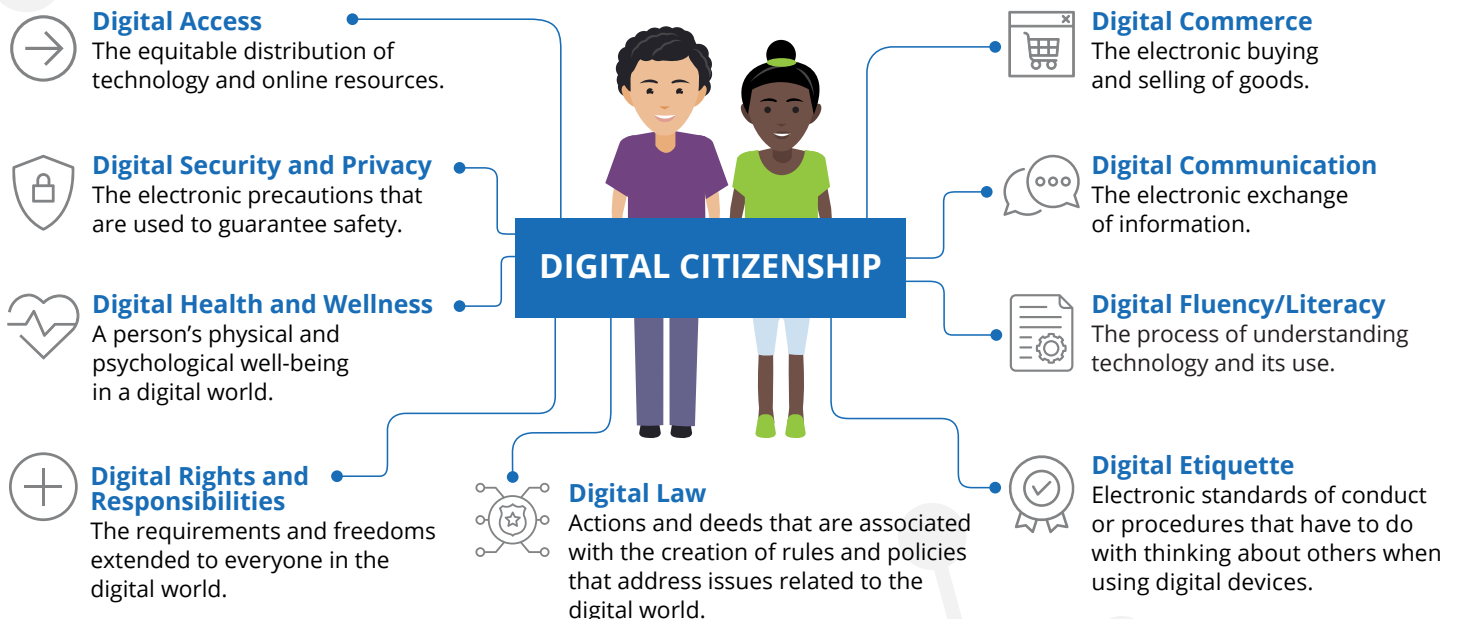 Digital Access
The equitable distribution of
technology and online resources.
Digital Security and Privacy
The electronic precautions that
are used to guarantee safety.
Digital Health and Wellness
A person’s physical and
psychological well-being
in a digital world.
Digital Rights and
Responsibilities
The requirements and freedoms
extended to everyone in the
digital world.
DIGITAL CITIZENSHIP
Digital Law
Actions and deeds that are associated
with the creation of rules and policies
that address issues related to the
digital world.
Digital Commerce
The electronic buying
and selling of goods.
Digital Communication
The electronic exchange
of information.
Digital Fluency/Literacy
The process of understanding
technology and its use.
Digital Etiquette
Electronic standards of conduct
or procedures that have to do
with thinking about others when
using digital devices.